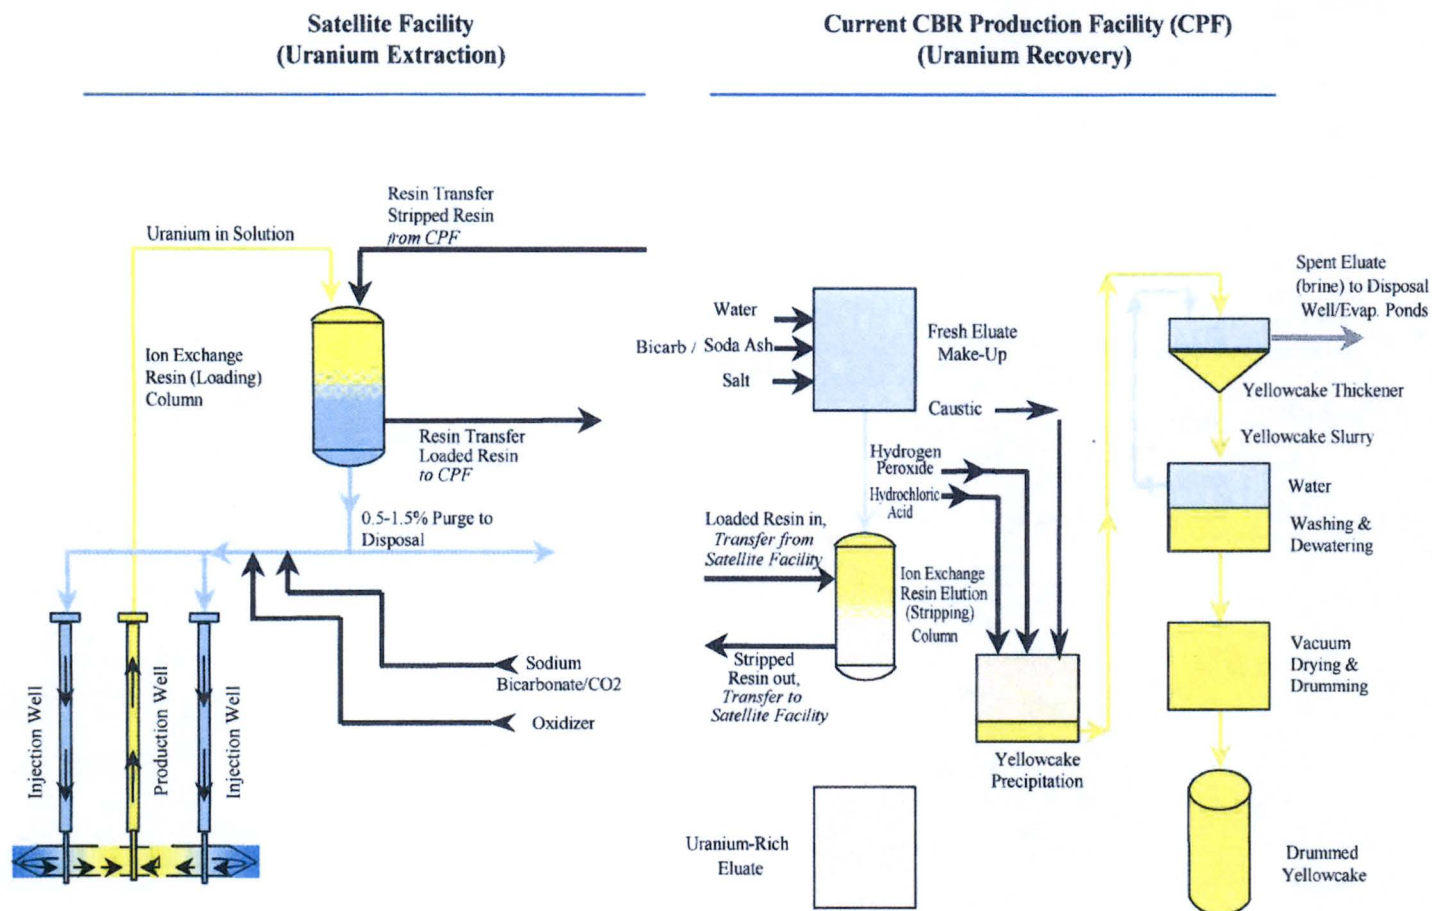 Satellite Facility
(Uranium Extraction)
Current CBR Production Facility (CPF)
(Uranium Recovery)
Resin Transfer
Stripped Resin
from CPF
Uranium in Solution
Ion Exchange
Resin (Loading)
Column
Resin Transfer
Loaded Resin
to CPF
0.5-1.5% Purge to
Disposal
Sodium
Bicarbonate/CO2
Oxidizer
Injection Well
Production Well
Injection Well
Water
Bicarb / Soda Ash
Salt
Fresh Eluate
Make-Up
Caustic
Hydrogen
Peroxide
Hydrochloric
Acid
Loaded Resin in,
Transfer from
Satellite Facility
Ion Exchange
Resin Elution
(Stripping)
Column
Stripped
Resin out,
Transfer to
Satellite Facility
Yellowcake
Precipitation
Uranium-Rich
Eluate
Spent Eluate
(brine) to Disposal
Well/Evap. Ponds
Yellowcake Thickener
Yellowcake Slurry
Water
Washing &
Dewatering
Vacuum
Drying &
Drumming
Drummed
Yellowcake